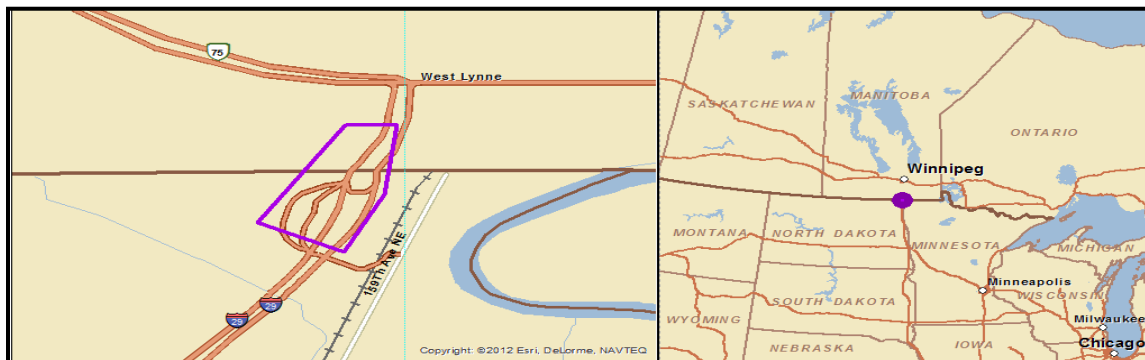 75
West Lynne
159Th Ave NE
29
29
Copyright: ©2012 Esri, DeLorme, NAVTEQ
SASKATCHEWAN
MANITOBA
ONTARIO
Winnipeg
MONTANA
NORTH DAKOTA
MINNESOTA
MICHIGAN
Minneapolis
WISCONSIN
SOUTH DAKOTA
WYOMING
Milwaukee
NEBRASKA
IOWA
Chicago